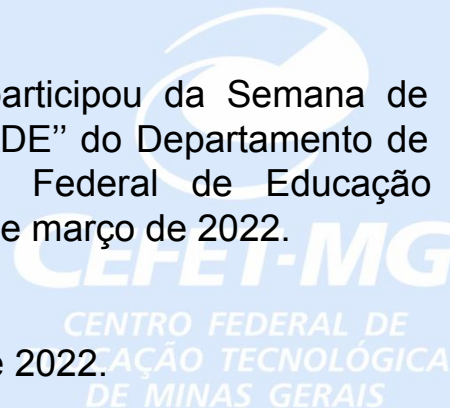 articipou da Semana de
DE’’ do Departamento de
Federal de Educação
e março de 2022.
CEFET-MG
CENTRO FEDERAL DE
e 2022.
AÇÃO TECNOLÓGICA
DE MINAS GERAIS